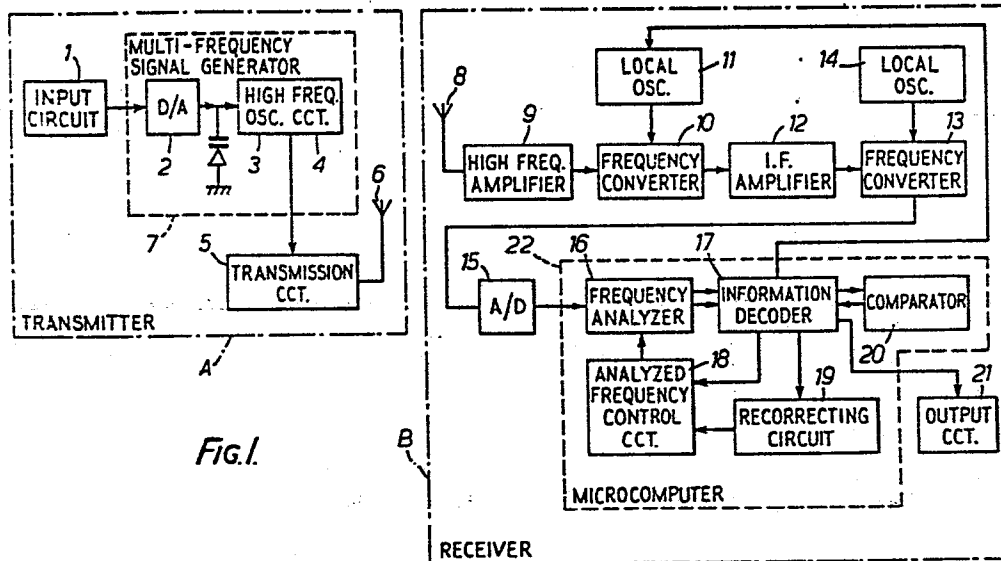 1
INPUT
CIRCUIT
MULTI-FREQUENCY
SIGNAL GENERATOR
D/A
2
HIGH FREQ.
OSC. CCT.
3
4
6
7
5
TRANSMISSION
CCT.
TRANSMITTER
A
FIG.1.
8
9
HIGH FREQ.
AMPLIFIER
11
LOCAL
OSC.
10
FREQUENCY
CONVERTER
12
I.F.
AMPLIFIER
14
LOCAL
OSC.
13
FREQUENCY
CONVERTER
15
A/D
22
16
FREQUENCY
ANALYZER
17
INFORMATION
DECODER
COMPARATOR
20
18
ANALYZED
FREQUENCY
CONTROL
CCT.
19
RECORRECTING
CIRCUIT
21
OUTPUT
CCT.
MICROCOMPUTER
B
RECEIVER